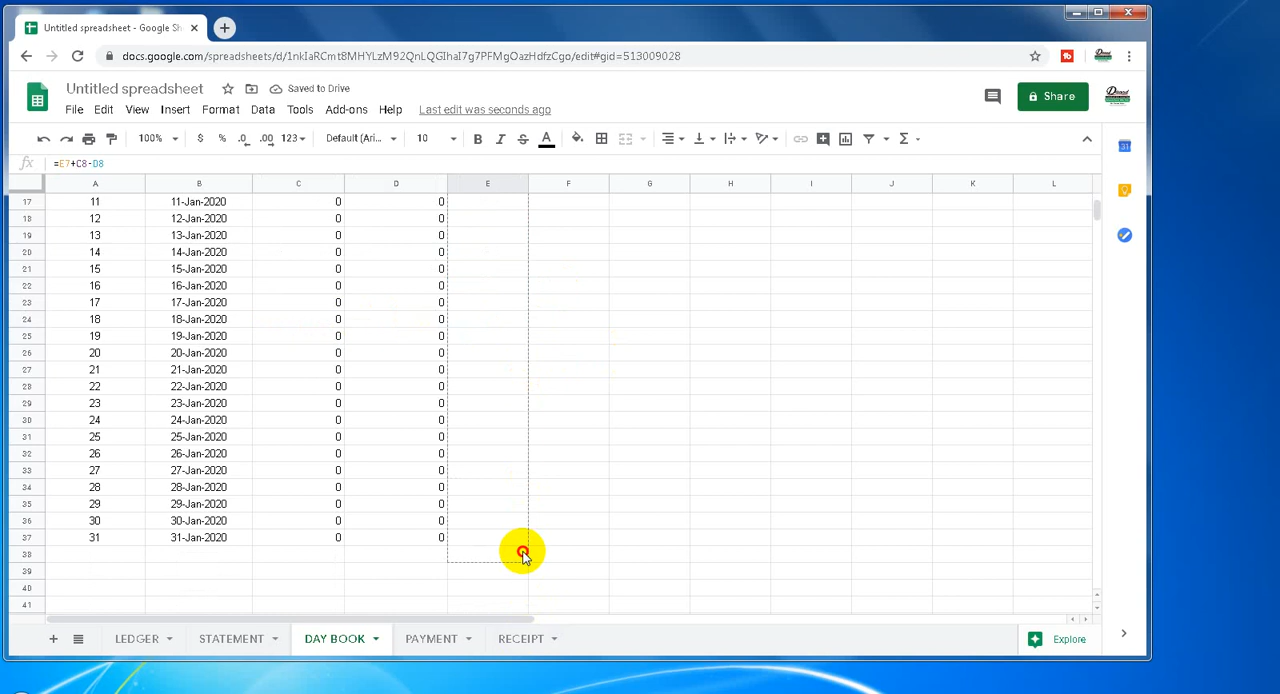 Untitled spreadsheet - Google Sh
docs.google.com/spreadsheets/d/1nkIaRCmt8MHYLzM92QnLQGIhaI7g7PFMgOazHdfzCgo/edit#gid=513009028
Untitled spreadsheet Saved to Drive
File Edit View Insert Format Data Tools Add-ons Help Last edit was seconds ago
Share
100% $ % .0 .00 123 Default (Ari... 10 B I S A
fx =E7+C8-D8
A B C D E F G H I J K L
17 11 11-Jan-2020 0 0
18 12 12-Jan-2020 0 0
19 13 13-Jan-2020 0 0
20 14 14-Jan-2020 0 0
21 15 15-Jan-2020 0 0
22 16 16-Jan-2020 0 0
23 17 17-Jan-2020 0 0
24 18 18-Jan-2020 0 0
25 19 19-Jan-2020 0 0
26 20 20-Jan-2020 0 0
27 21 21-Jan-2020 0 0
28 22 22-Jan-2020 0 0
29 23 23-Jan-2020 0 0
30 24 24-Jan-2020 0 0
31 25 25-Jan-2020 0 0
32 26 26-Jan-2020 0 0
33 27 27-Jan-2020 0 0
34 28 28-Jan-2020 0 0
35 29 29-Jan-2020 0 0
36 30 30-Jan-2020 0 0
37 31 31-Jan-2020 0 0
38
39
40
41
LEDGER STATEMENT DAY BOOK PAYMENT RECEIPT Explore